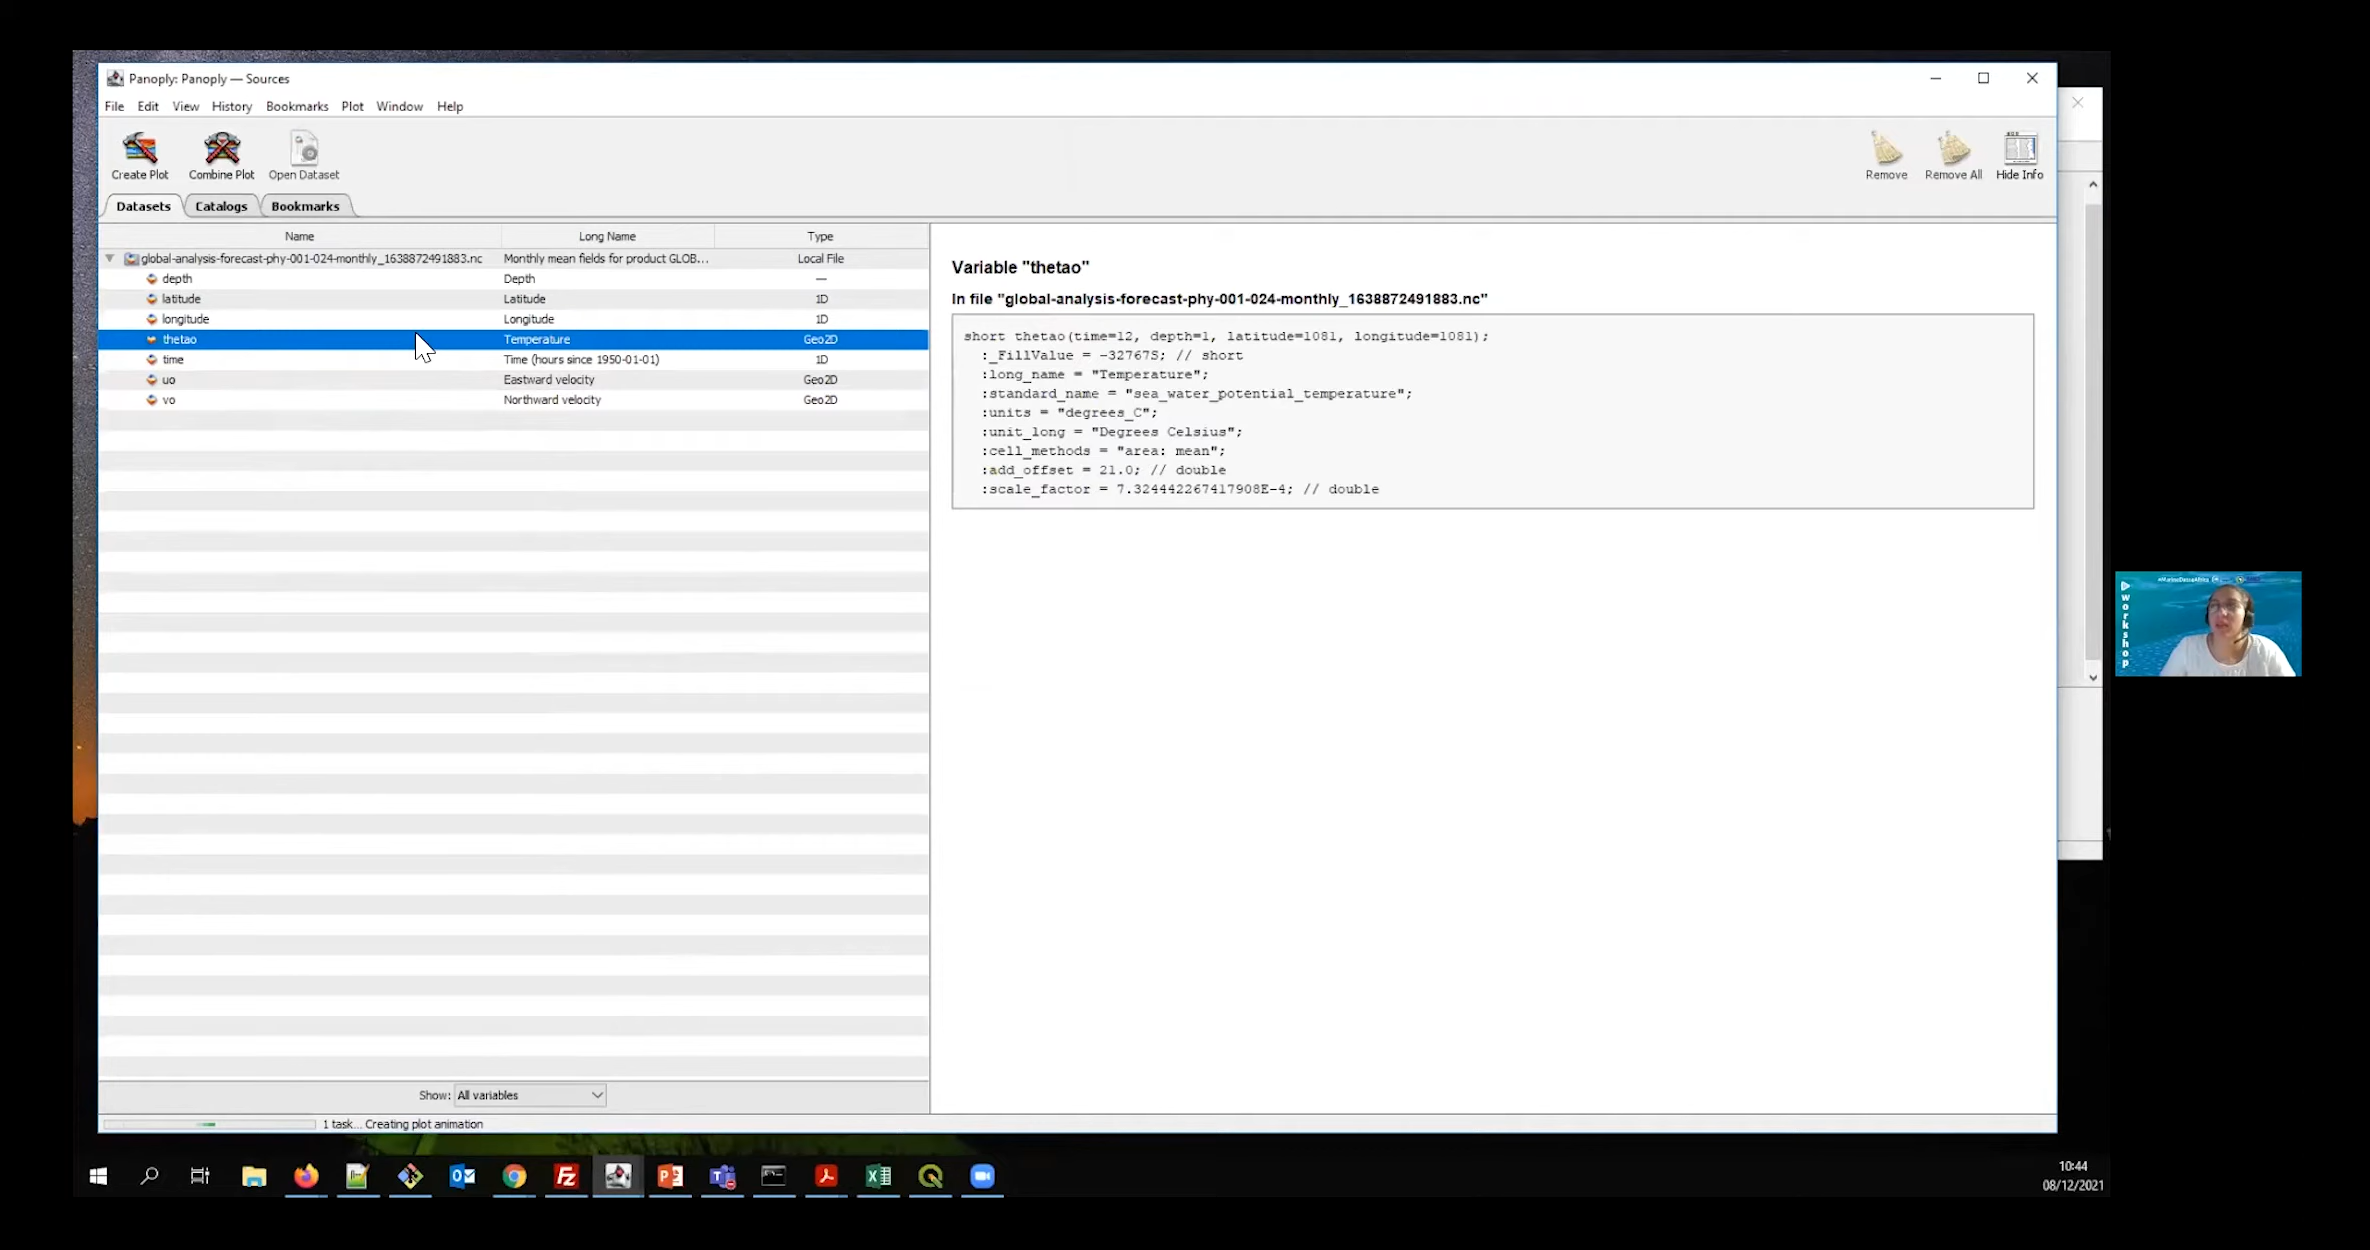 Panoply: Panoply — Sources
File Edit View History Bookmarks Plot Window Help
Create Plot Combine Plot Open Dataset Remove Remove All Hide Info
Datasets Catalogs Bookmarks
Name Long Name Type
global-analysis-forecast-phy-001-024-monthly_1638872491883.nc Monthly mean fields for product GLOB... Local File
depth Depth —
latitude Latitude 1D
longitude Longitude 1D
thetao Temperature Geo2D
time Time (hours since 1950-01-01) 1D
uo Eastward velocity Geo2D
vo Northward velocity Geo2D
Variable "thetao"
In file "global-analysis-forecast-phy-001-024-monthly_1638872491883.nc"
short thetao(time=12, depth=1, latitude=1081, longitude=1081);
:_FillValue = -32767S; // short
:long_name = "Temperature";
:standard_name = "sea_water_potential_temperature";
:units = "degrees_C";
:unit_long = "Degrees Celsius";
:cell_methods = "area: mean";
:add_offset = 21.0; // double
:scale_factor = 7.324442267417908E-4; // double
Show: All variables
1 task... Creating plot animation
workshop
10:44
08/12/2021